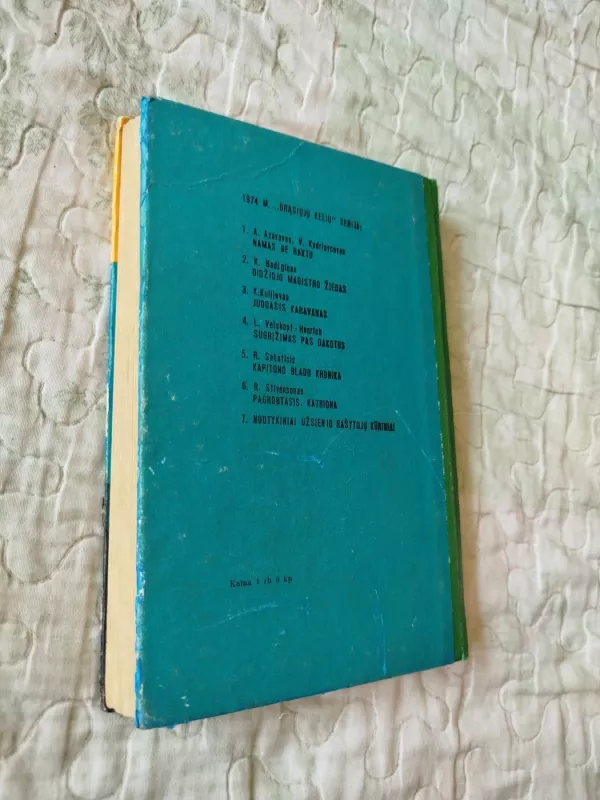 1974 M. „DRĄSIŲJŲ KELIŲ" SERIJA:
1. A. Azarovas, V. Kudriavcevas
NAMAS BE RAKTO
2. K. Badiginas
DIDŽIOJO MAGISTRO ŽIEDAS
3. K. Kulijevas
JUODASIS KARAVANAS
4. L. Velskopf-Henrich
SUGRĮŽIMAS PAS DAKOTUS
5. R. Sabatinis
KAPITONO BLADO KRONIKA
6. R. Stivensonas
PAGROBTASIS. KATRIONA
7. NUOTYKINIAI UŽSIENIO RAŠYTOJŲ KŪRINIAI
Kaina 1 rb 9 kp